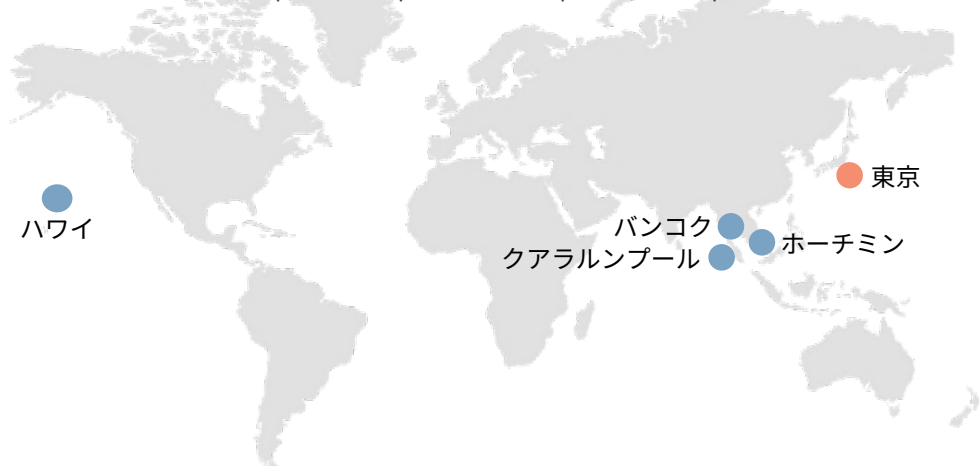 東京
ハワイ
バンコク
ホーチミン
クアラルンプール